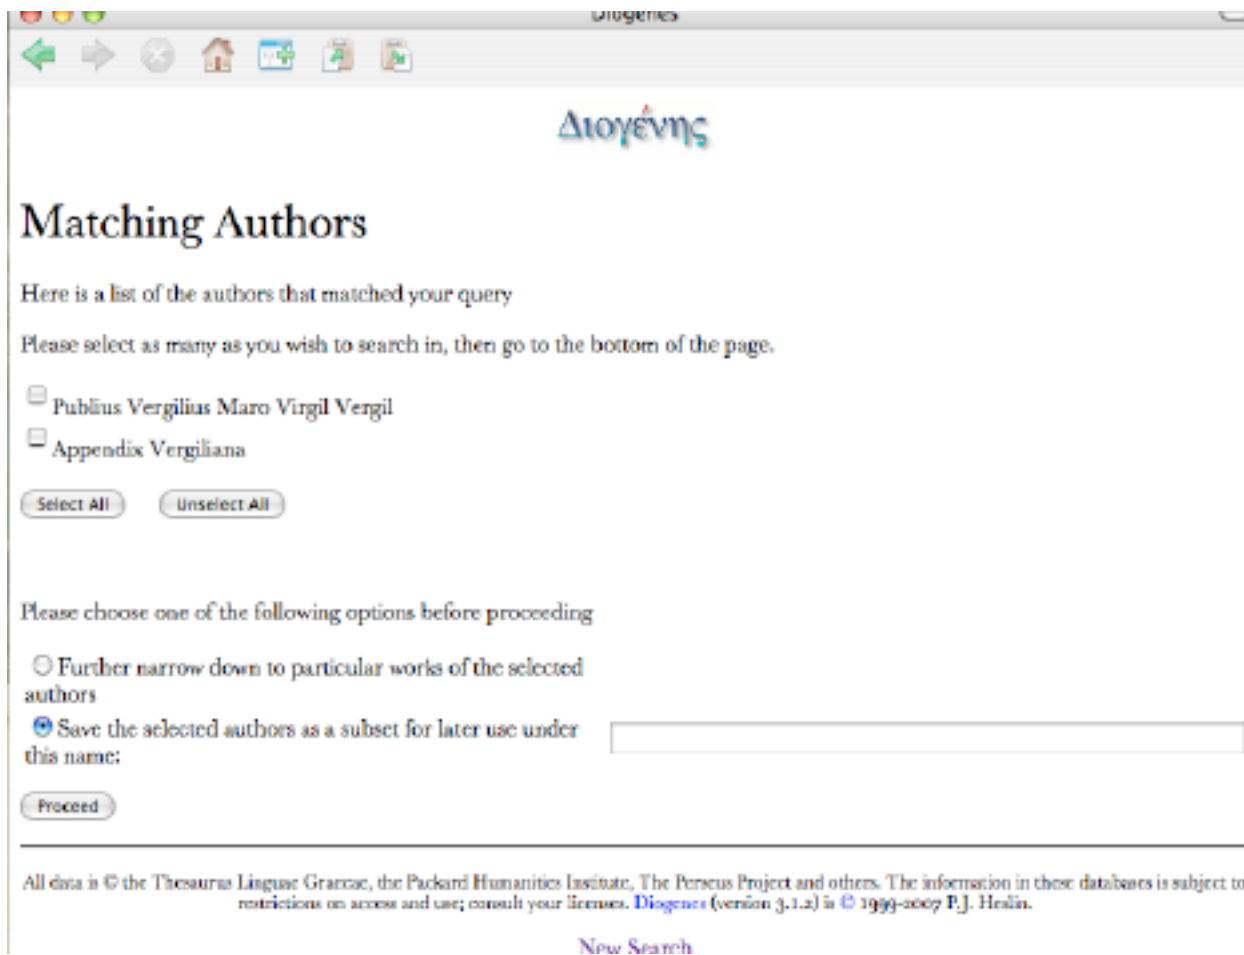 Diogenes
Διογένης
Matching Authors
Here is a list of the authors that matched your query
Please select as many as you wish to search in, then go to the bottom of the page.
Publius Vergilius Maro Virgil Vergil
Appendix Vergiliana
Select All Unselect All
Please choose one of the following options before proceeding
Further narrow down to particular works of the selected
authors
Save the selected authors as a subset for later use under
this name:
Proceed
All data is © the Thesaurus Linguae Graecae, the Packard Humanities Institute, The Perseus Project and others. The information in these databases is subject to
restrictions on access and use; consult your licenses. Diogenes (version 3.1.2) is © 1999-2007 P.J. Heslin.
New Search